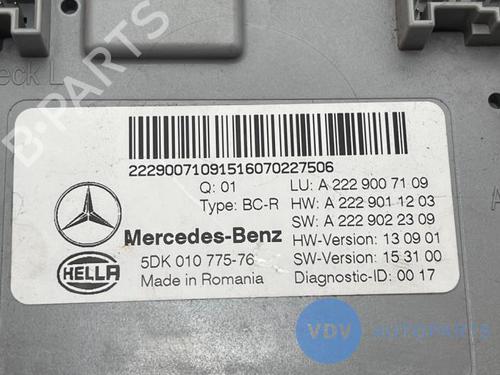 eck L
B-PARTS
22290071091516070227506
Q: 01 LU: A 222 900 71 09
Type: BC-R HW: A 222 901 12 03
SW: A 222 902 23 09
Mercedes-Benz HW-Version: 13 09 01
HELLA 5DK 010 775-76 SW-Version: 15 31 00
Made in Romania Diagnostic-ID: 00 17
VDV AUTOPARTS